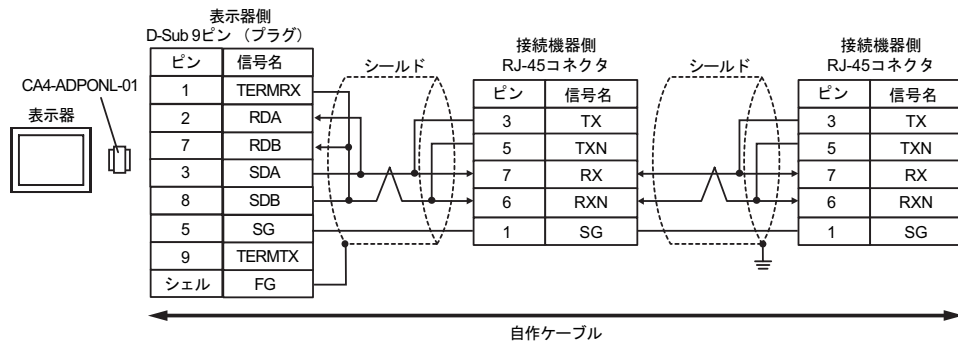 表示器側
D-Sub 9ピン （プラグ）
CA4-ADPONL-01
表示器
ピン 信号名
1 TERMRX
2 RDA
7 RDB
3 SDA
8 SDB
5 SG
9 TERMTX
シェル FG
シールド
接続機器側
RJ-45コネクタ
ピン 信号名
3 TX
5 TXN
7 RX
6 RXN
1 SG
シールド
接続機器側
RJ-45コネクタ
ピン 信号名
3 TX
5 TXN
7 RX
6 RXN
1 SG
自作ケーブル